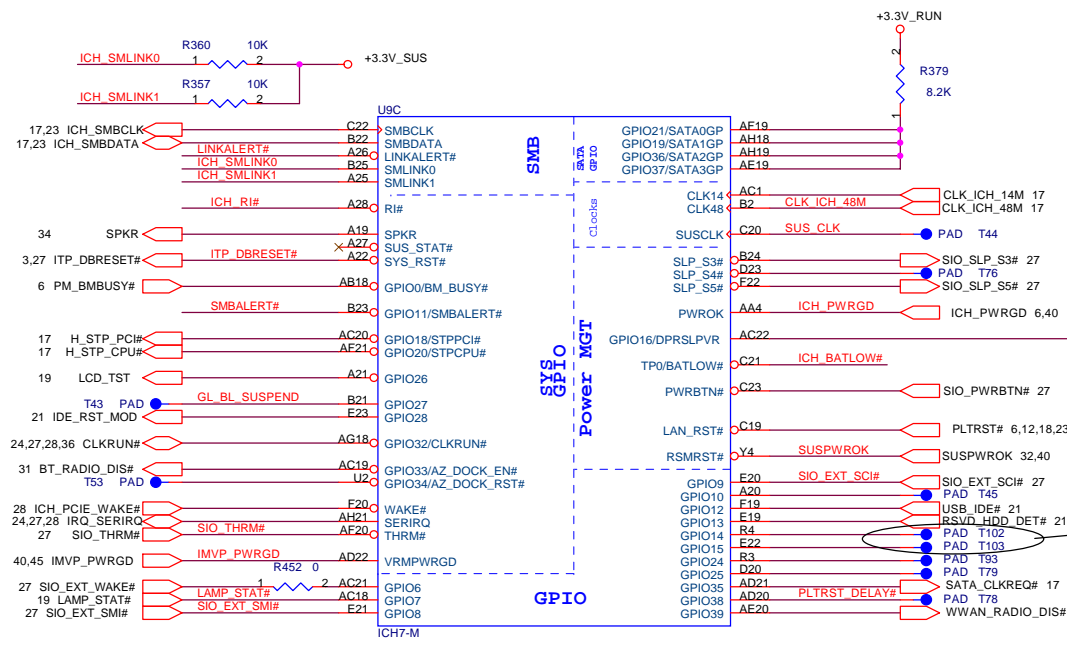 +3.3V_RUN
R360 10K
ICH_SMLINK0 1 2 +3.3V_SUS
R357 10K
ICH_SMLINK1 1 2
2 R379
8.2K
1
U9C
17,23 ICH_SMBCLK C22 SMBCLK
17,23 ICH_SMBDATA B22 SMBDATA
LINKALERT# A26 LINKALERT#
ICH_SMLINK0 B25 SMLINK0
ICH_SMLINK1 A25 SMLINK1
ICH_RI# A28 RI#
34 SPKR A19 SPKR
A27 SUS_STAT#
3,27 ITP_DBRESET# ITP_DBRESET# A22 SYS_RST#
6 PM_BMBUSY# AB18 GPIO0/BM_BUSY#
SMBALERT# B23 GPIO11/SMBALERT#
17 H_STP_PCI# AC20 GPIO18/STPPCI#
17 H_STP_CPU# AF21 GPIO20/STPCPU#
19 LCD_TST A21 GPIO26
T43 PAD GL_BL_SUSPEND B21 GPIO27
21 IDE_RST_MOD E23 GPIO28
24,27,28,36 CLKRUN# AG18 GPIO32/CLKRUN#
31 BT_RADIO_DIS# AC19 GPIO33/AZ_DOCK_EN#
T53 PAD U2 GPIO34/AZ_DOCK_RST#
28 ICH_PCIE_WAKE# F20 WAKE#
24,27,28 IRQ_SERIRQ AH21 SERIRQ
27 SIO_THRM# SIO_THRM# AF20 THRM#
40,45 IMVP_PWRGD IMVP_PWRGD AD22 VRMPWRGD
R452 0
27 SIO_EXT_WAKE# 1 2 AC21 GPIO6
19 LAMP_STAT# LAMP_STAT# AC18 GPIO7
27 SIO_EXT_SMI# SIO_EXT_SMI# E21 GPIO8
ICH7-M
SMB
SATA
GPIO
Clocks
SYS
GPIO
Power MGT
GPIO
GPIO21/SATA0GP AF19
GPIO19/SATA1GP AH18
GPIO36/SATA2GP AH19
GPIO37/SATA3GP AE19
CLK14 AC1 CLK_ICH_14M 17
CLK48 B2 CLK_ICH_48M CLK_ICH_48M 17
SUSCLK C20 SUS_CLK PAD T44
SLP_S3# B24 SIO_SLP_S3# 27
SLP_S4# D23 PAD T76
SLP_S5# F22 SIO_SLP_S5# 27
PWROK AA4 ICH_PWRGD ICH_PWRGD 6,40
GPIO16/DPRSLPVR AC22
TP0/BATLOW# C21 ICH_BATLOW#
PWRBTN# C23 SIO_PWRBTN# 27
LAN_RST# C19 PLTRST# 6,12,18,23
RSMRST# Y4 SUSPWROK SUSPWROK 32,40
GPIO9 E20 SIO_EXT_SCI# SIO_EXT_SCI# 27
GPIO10 A20 PAD T45
GPIO12 F19 USB_IDE# 21
GPIO13 E19 RSVD_HDD_DET# 21
GPIO14 R4 PAD T102
GPIO15 E22 PAD T103
GPIO24 R3 PAD T93
GPIO25 D20 PAD T79
GPIO35 AD21 SATA_CLKREQ# 17
GPIO38 AD20 PLTRST_DELAY# PAD T78
GPIO39 AE20 WWAN_RADIO_DIS#